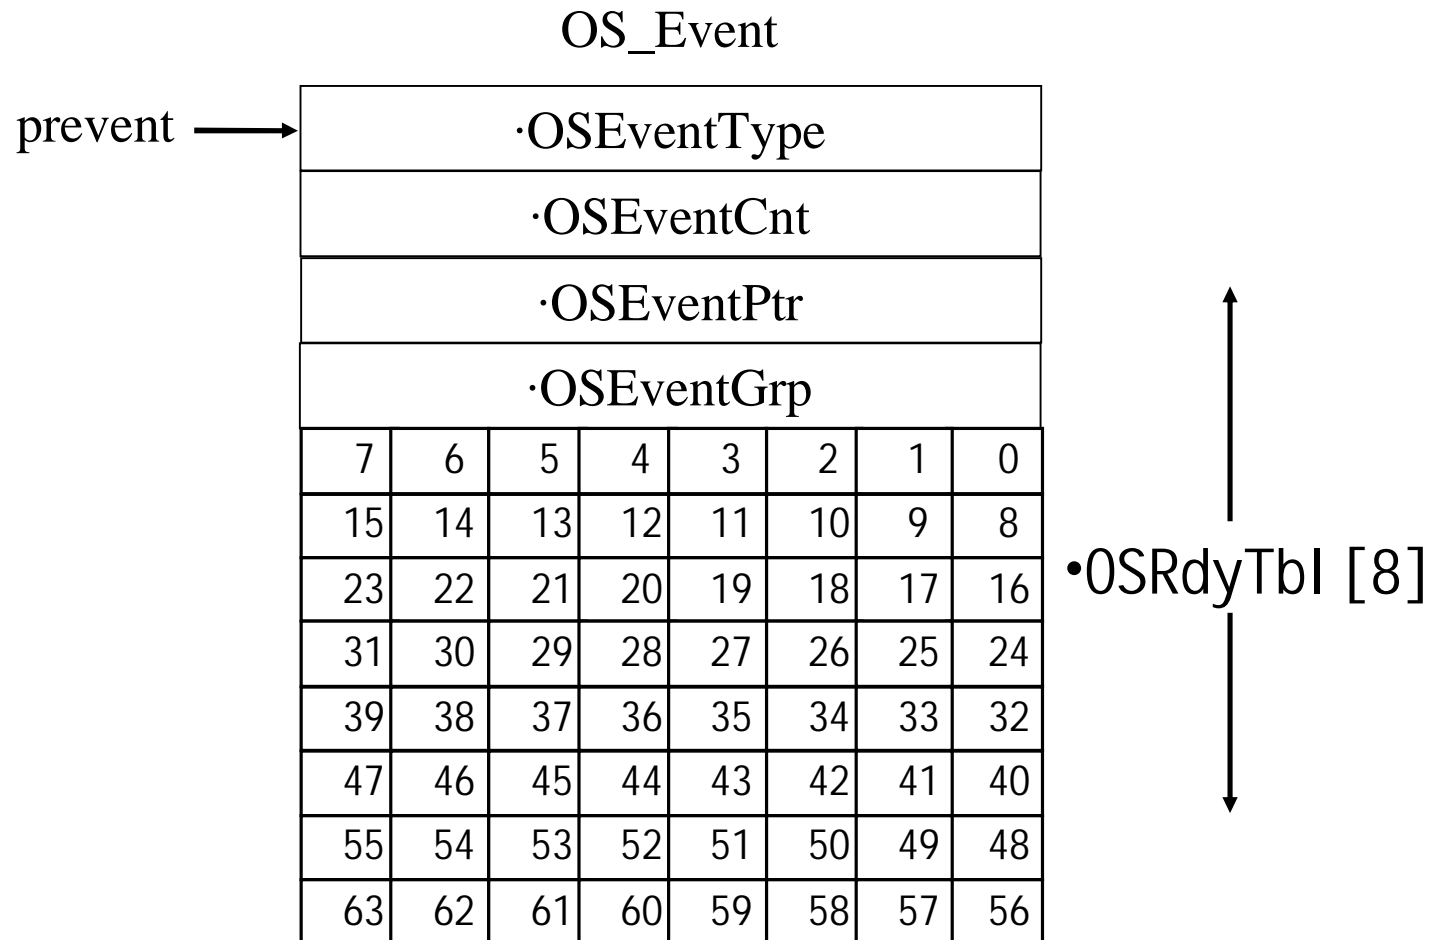 OS_Event
prevent
·OSEventType
·OSEventCnt
·OSEventPtr
·OSEventGrp
7 6 5 4 3 2 1 0
15 14 13 12 11 10 9 8
23 22 21 20 19 18 17 16
•OSRdyTbl [8]
31 30 29 28 27 26 25 24
39 38 37 36 35 34 33 32
47 46 45 44 43 42 41 40
55 54 53 52 51 50 49 48
63 62 61 60 59 58 57 56